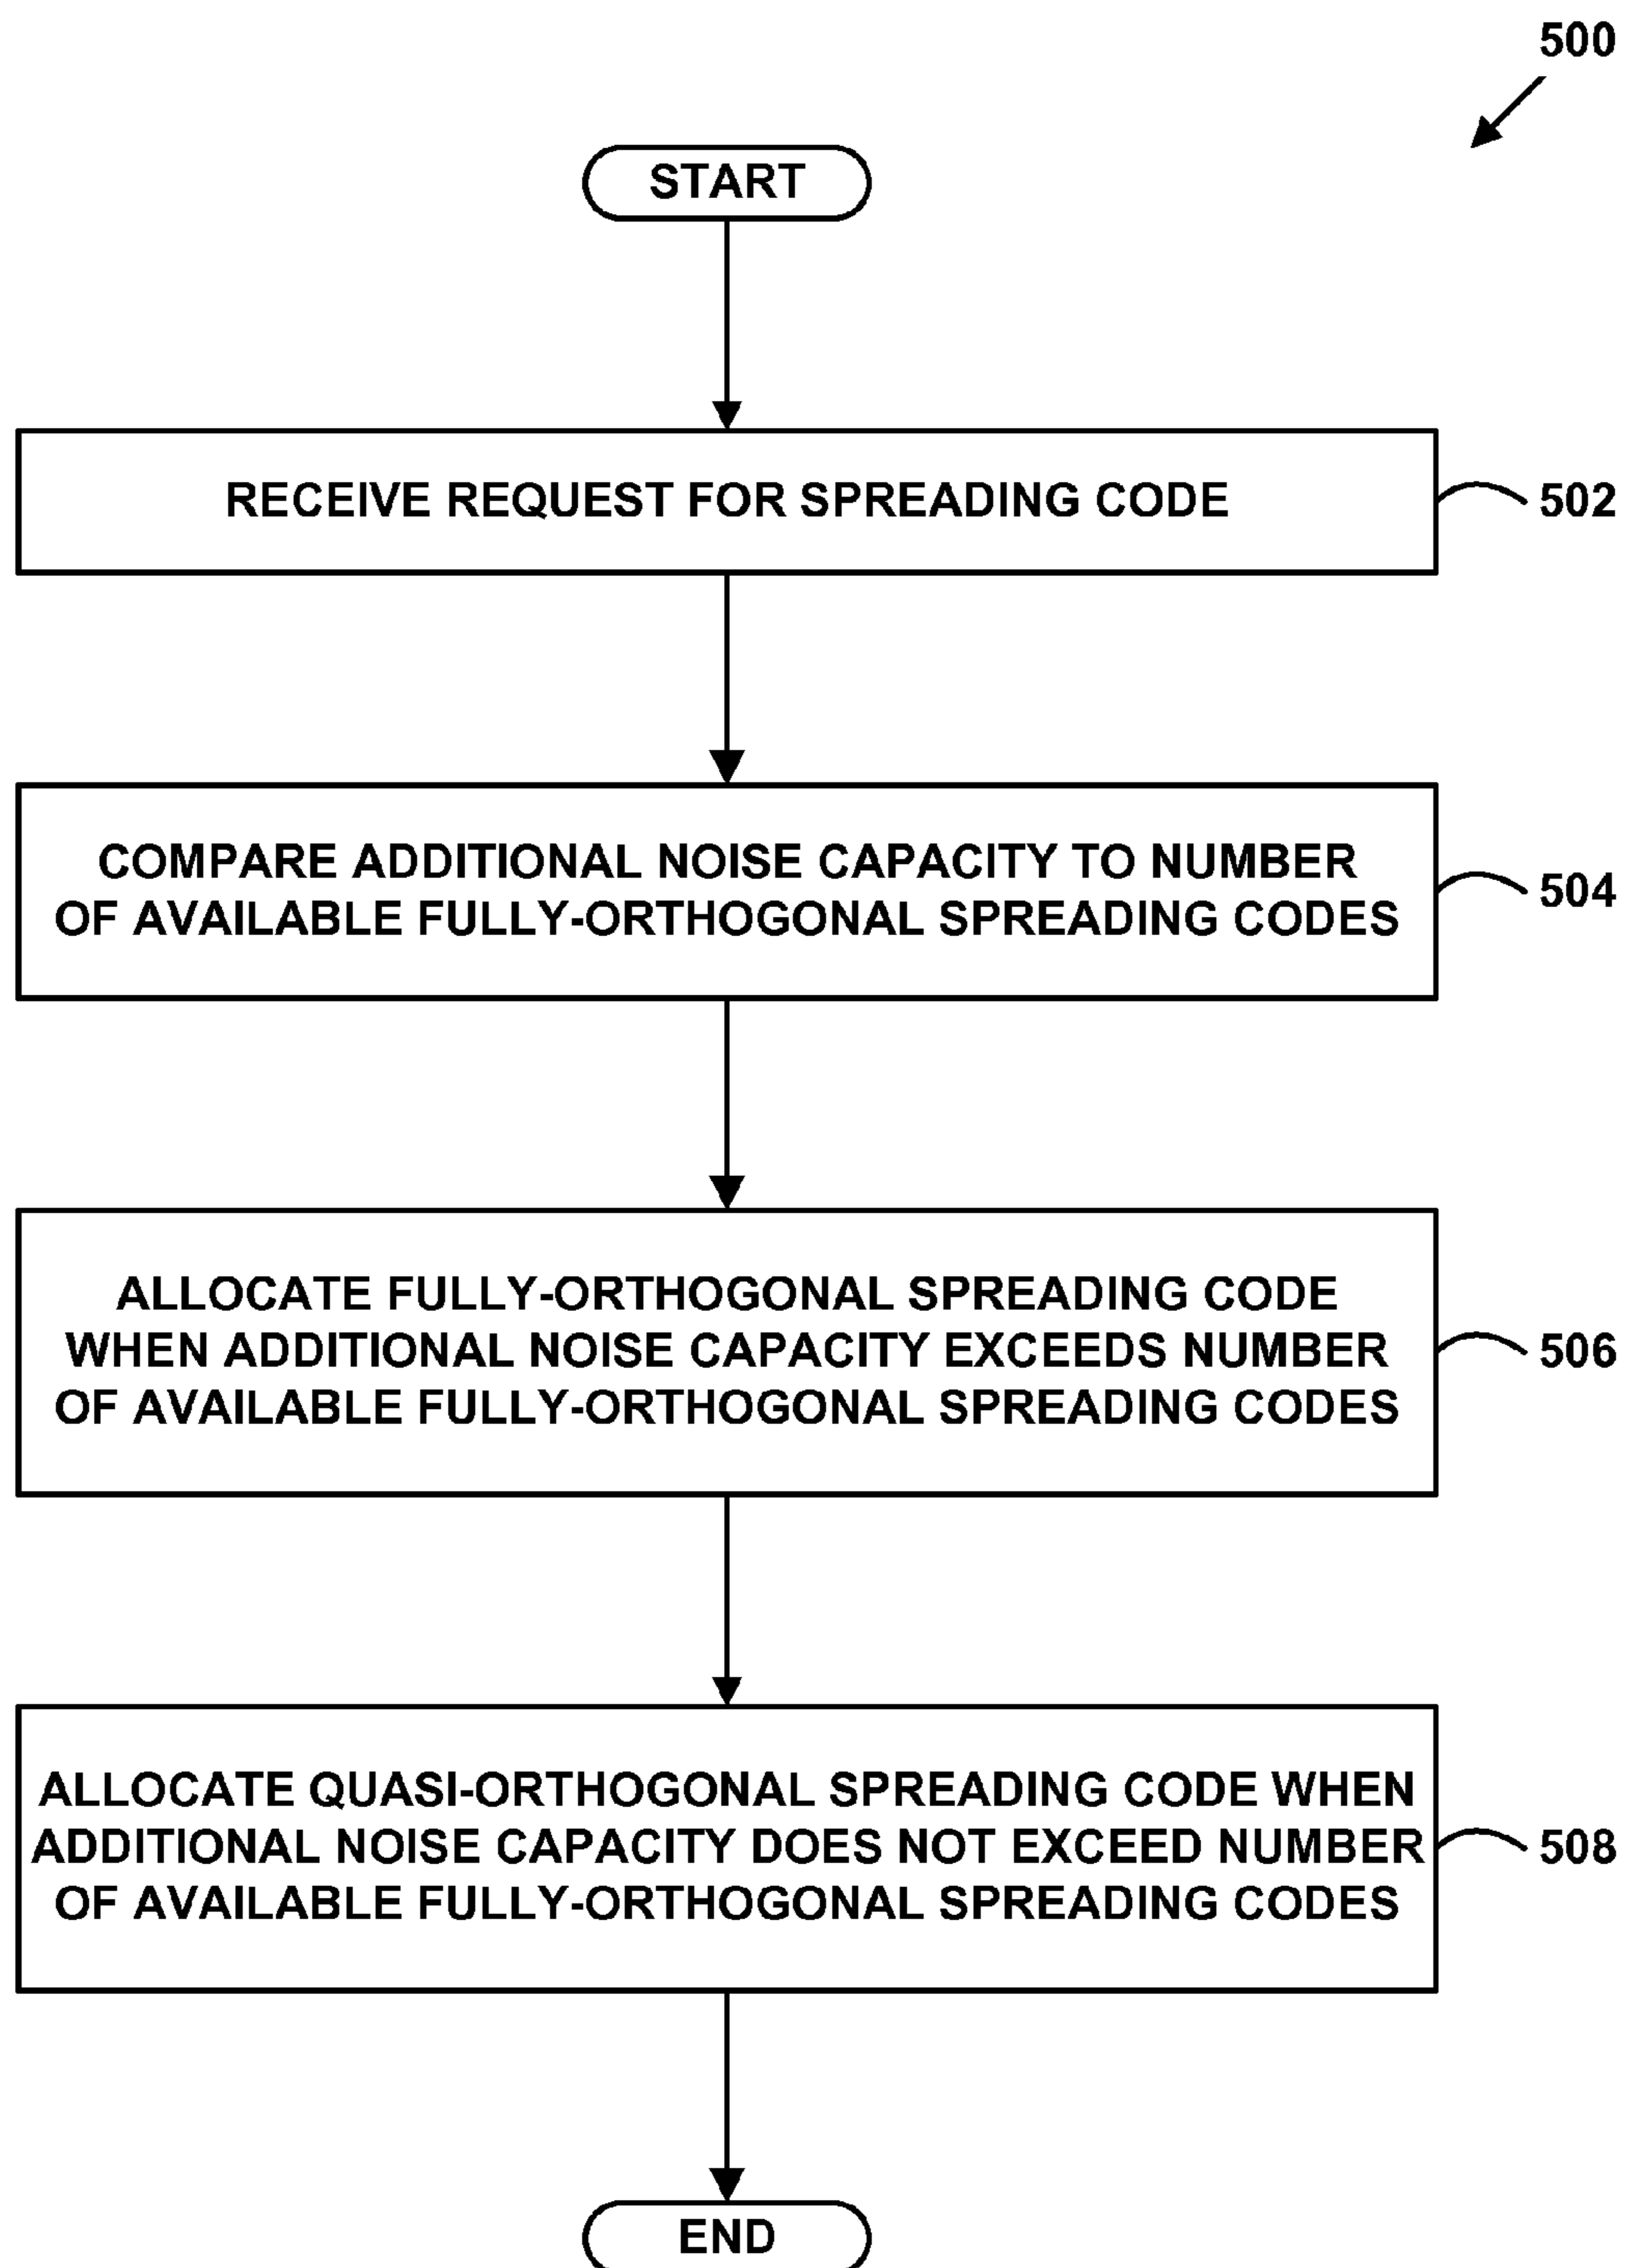 500
START
RECEIVE REQUEST FOR SPREADING CODE
502
COMPARE ADDITIONAL NOISE CAPACITY TO NUMBER
OF AVAILABLE FULLY-ORTHOGONAL SPREADING CODES
504
ALLOCATE FULLY-ORTHOGONAL SPREADING CODE
WHEN ADDITIONAL NOISE CAPACITY EXCEEDS NUMBER
OF AVAILABLE FULLY-ORTHOGONAL SPREADING CODES
506
ALLOCATE QUASI-ORTHOGONAL SPREADING CODE WHEN
ADDITIONAL NOISE CAPACITY DOES NOT EXCEED NUMBER
OF AVAILABLE FULLY-ORTHOGONAL SPREADING CODES
508
END